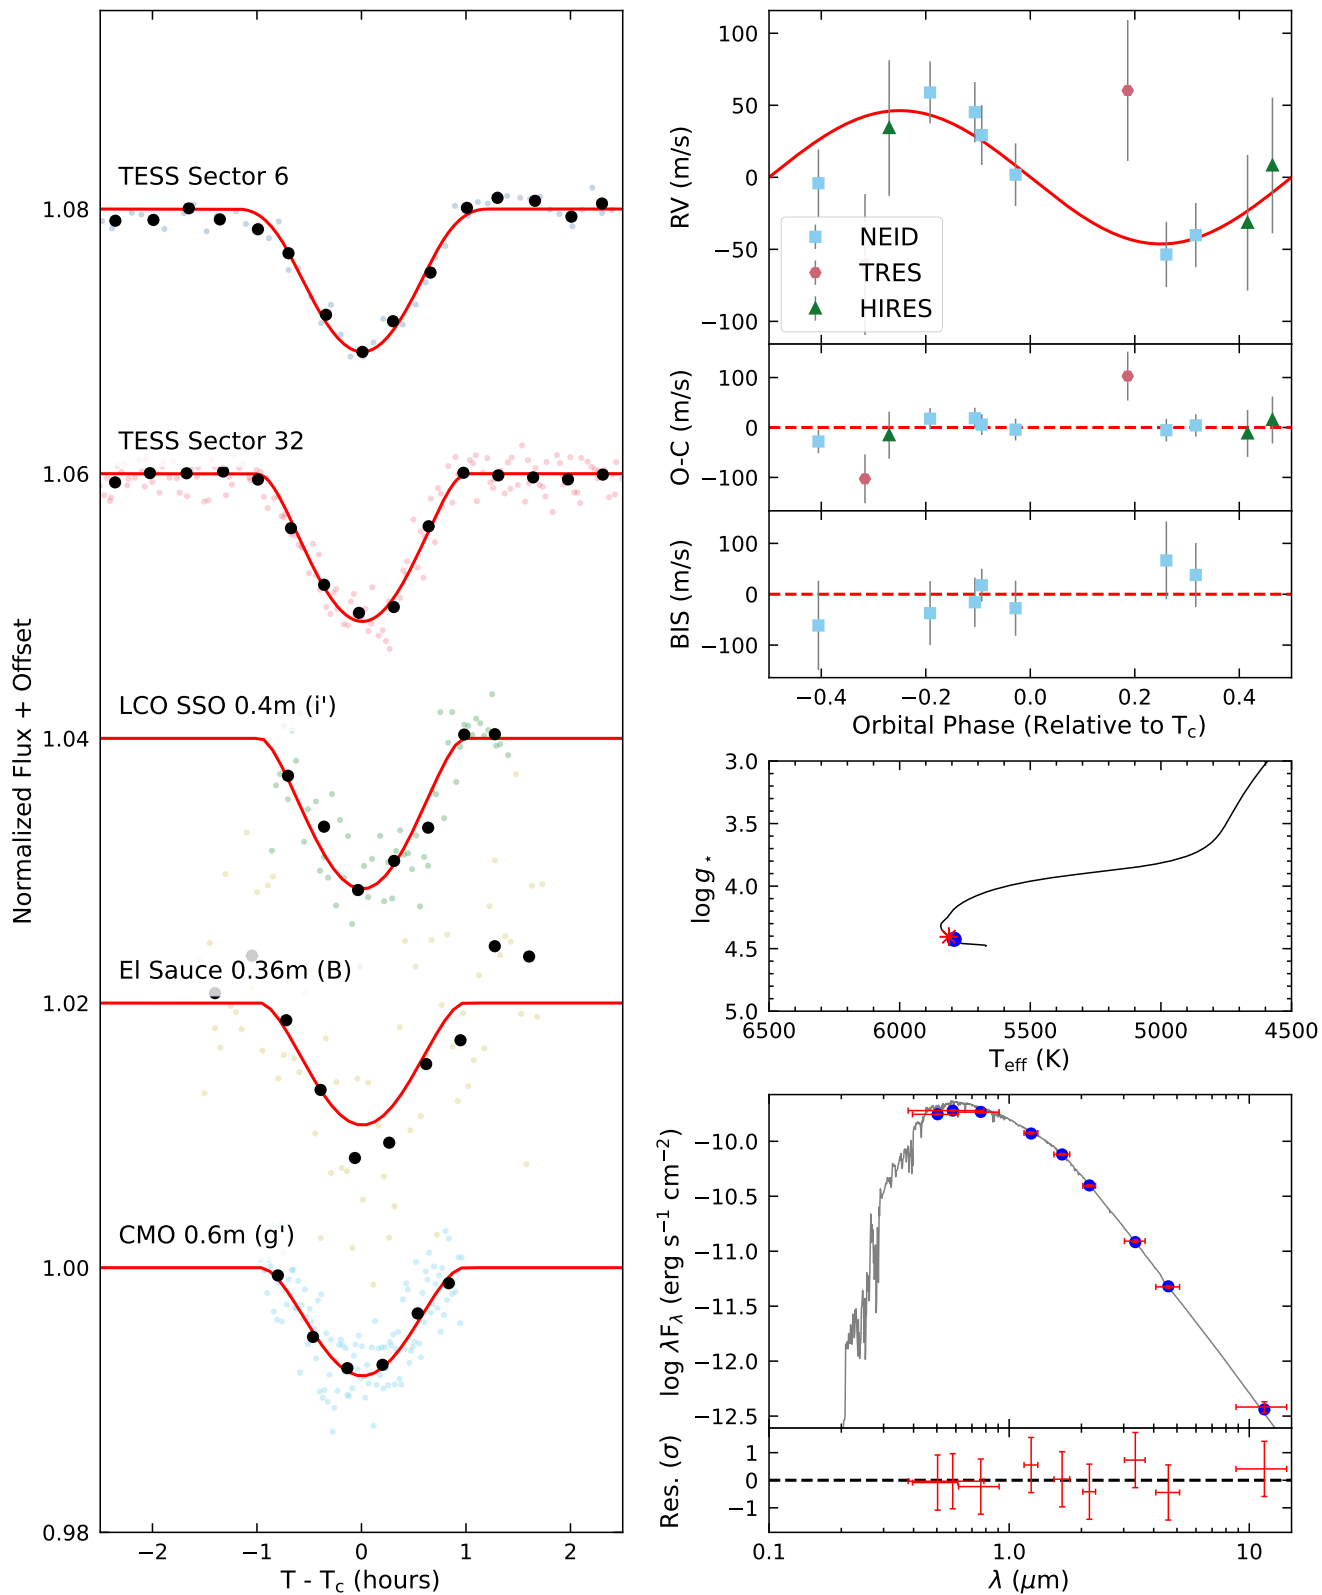 TESS Sector 6
1.08
TESS Sector 32
1.06
LCO SSO 0.4m (i')
1.04
El Sauce 0.36m (B)
1.02
CMO 0.6m (g')
1.00
0.98
Normalized Flux + Offset
−2 −1 0 1 2
T - Tc (hours)
100
50
0
−50
−100
RV (m/s)
NEID
TRES
HIRES
100
0
−100
O-C (m/s)
100
0
−100
BIS (m/s)
−0.4 −0.2 0.0 0.2 0.4
Orbital Phase (Relative to Tc)
3.0
3.5
4.0
4.5
5.0
log g⋆
6500 6000 5500 5000 4500
Teff (K)
−10.0
−10.5
−11.0
−11.5
−12.0
−12.5
log λFλ (erg s−1 cm−2)
1
0
−1
Res. (σ)
0.1 1.0 10
λ (μm)